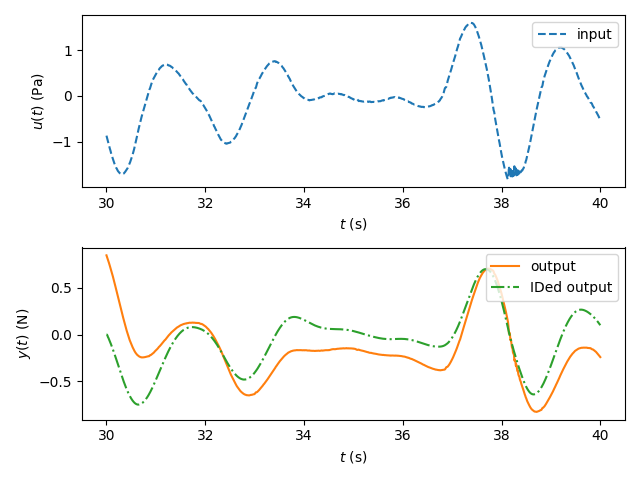 1
0
−1
u(t) (Pa)
input
30 32 34 36 38 40
t (s)
0.5
0.0
−0.5
y(t) (N)
output
IDed output
30 32 34 36 38 40
t (s)